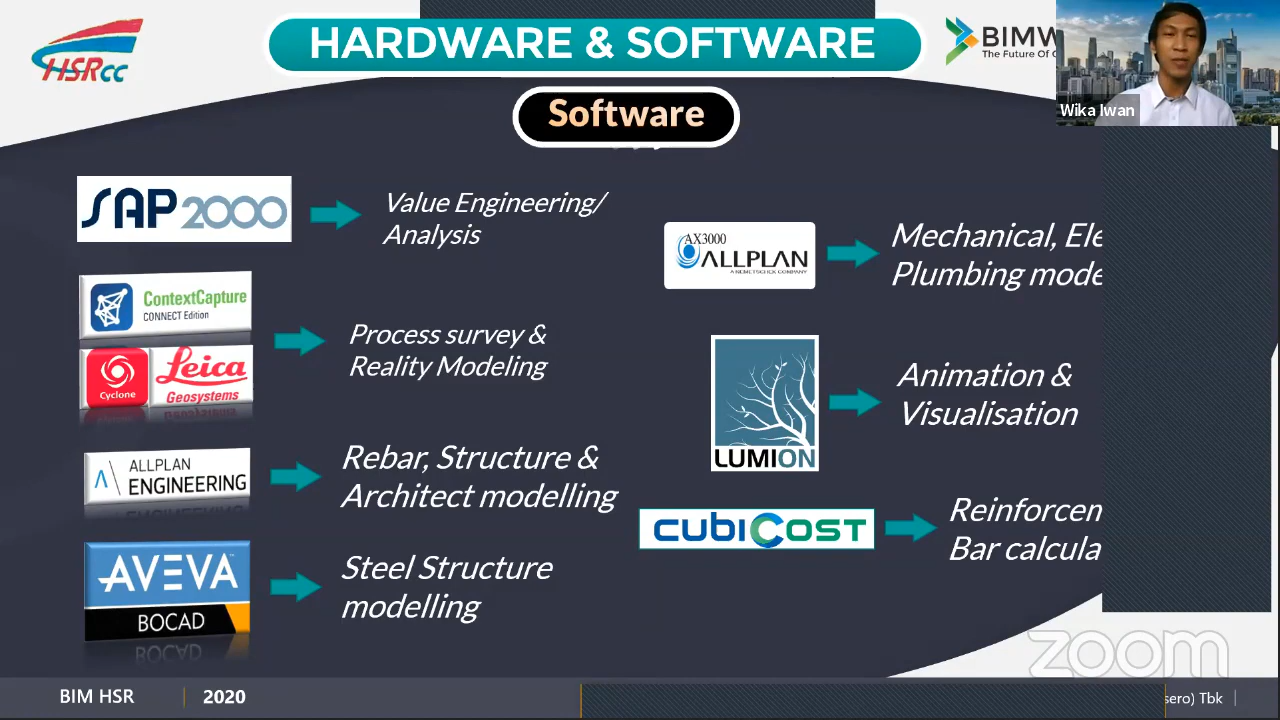 HSRcc
HARDWARE & SOFTWARE
BIMW
The Future Of
Wika Iwan
Software
SAP2000
Value Engineering/
Analysis
ContextCapture
CONNECT Edition
Cyclone
Leica
Geosystems
Process survey &
Reality Modeling
ALLPLAN
ENGINEERING
Rebar, Structure &
Architect modelling
AVEVA
BOCAD
Steel Structure
modelling
AX3000
ALLPLAN
A NEMETSCHEK COMPANY
Mechanical, Ele
Plumbing mode
LUMION
Animation &
Visualisation
CUBICOST
Reinforcem
Bar calcula
zoom
BIM HSR
2020
sero) Tbk